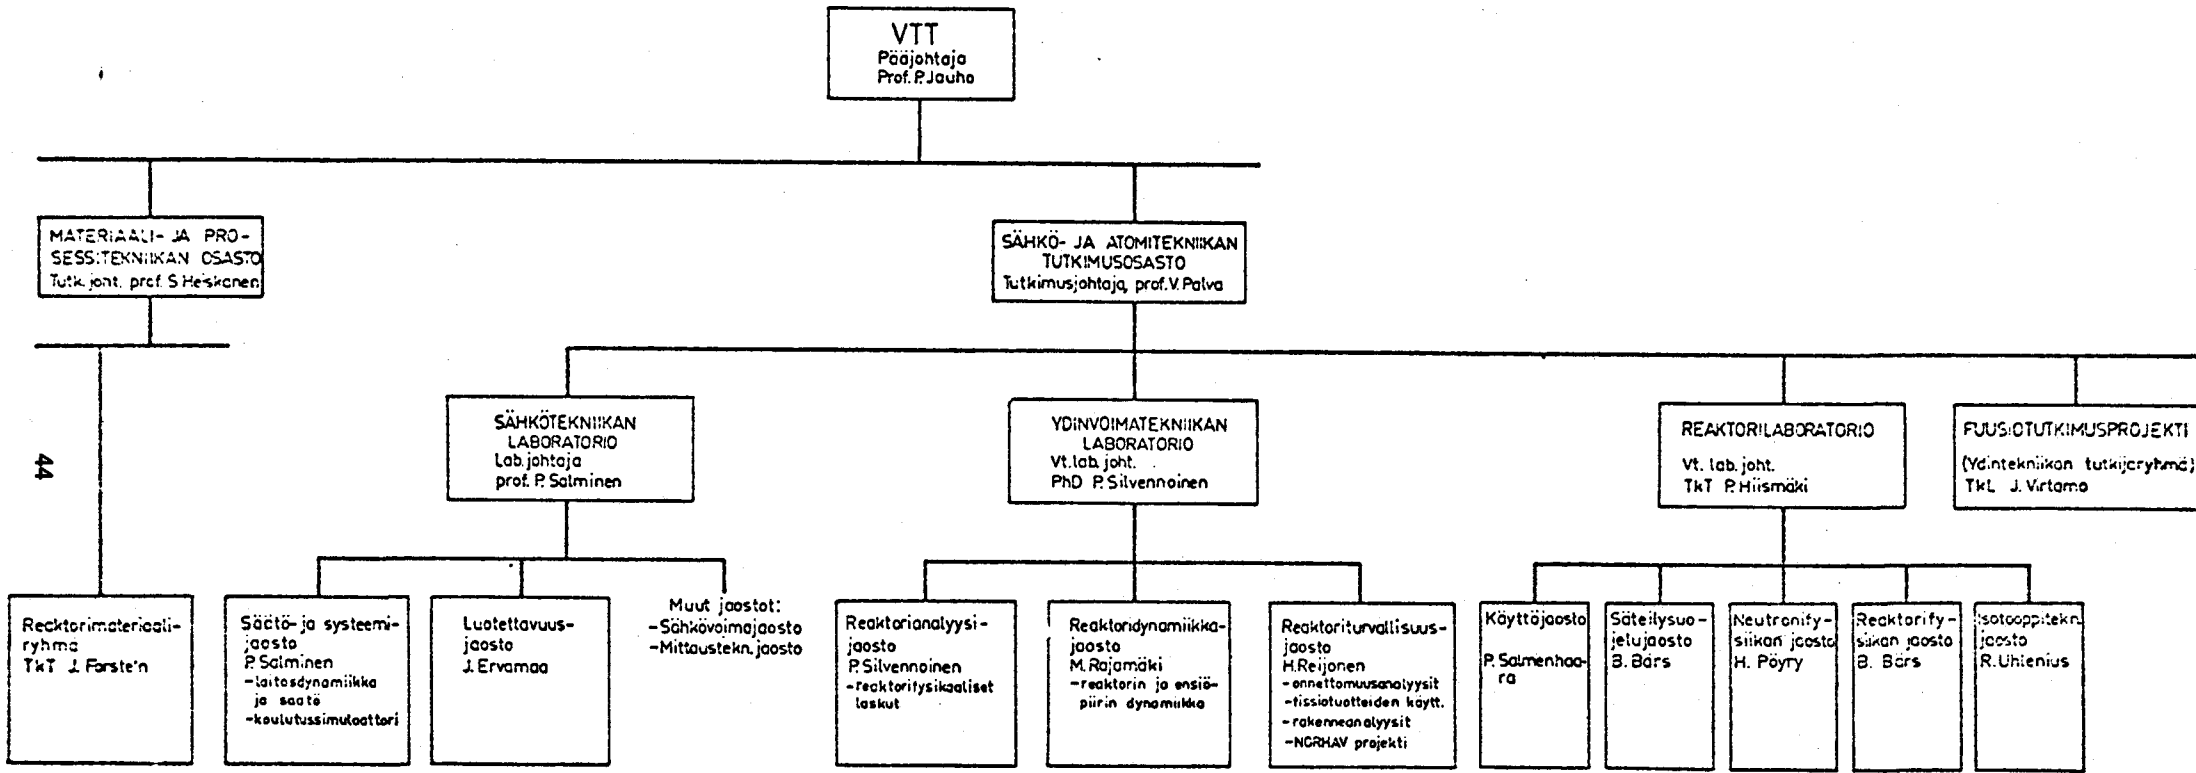 VTT
Pääjohtaja
Prof. P. Jauho
MATERIAALI- JA PRO-
SESSITEKNIIKAN OSASTO
Tutk. joht. prof. S. Heiskanen
SÄHKÖ- JA ATOMITEKNIIKAN
TUTKIMUSOSASTO
Tutkimusjohtaja, prof. V. Palva
44
SÄHKÖTEKNIIKAN
LABORATORIO
Lab. johtaja
prof. P. Salminen
YDINVOIMATEKNIIKAN
LABORATORIO
Vt. lab. joht.
PhD P. Silvennoinen
REAKTORILABORATORIO
Vt. lab. joht.
TkT P. Hiismäki
FUUSIOTUTKIMUSPROJEKTI
(Ydintekniikan tutkijaryhmä)
TkL J. Virtamo
Reaktorimateriaali-
ryhmä
TkT J. Forste'n
Säätö- ja systeemi-
jaosto
P. Salminen
-laitosdynamiikka
ja säätö
-koulutussimulaattori
Luotettavuus-
jaosto
J. Ervamaa
Muut jaostot:
-Sähkövoimajaosto
-Mittaustekn. jaosto
Reaktorianalyysi-
jaosto
P. Silvennoinen
-reaktorifysikaaliset
laskut
Reaktoridynamiikka-
jaosto
M. Rajamäki
-reaktorin ja ensiö-
piirin dynamiikka
Reaktoriturvallisuus-
jaosto
H. Reijonen
-onnettomuusanalyysit
-fissiotuotteiden käytt.
-rakenneanalyysit
-NORHAV projekti
Käyttöjaosto
P. Salmenhaa-
ra
Säteilysuo-
jelujaosto
B. Bärs
Neutronify-
siikan jaosto
H. Pöyry
Reaktorify-
siikan jaosto
B. Bärs
Isotooppitekn.
jaosto
R. Uhlenius